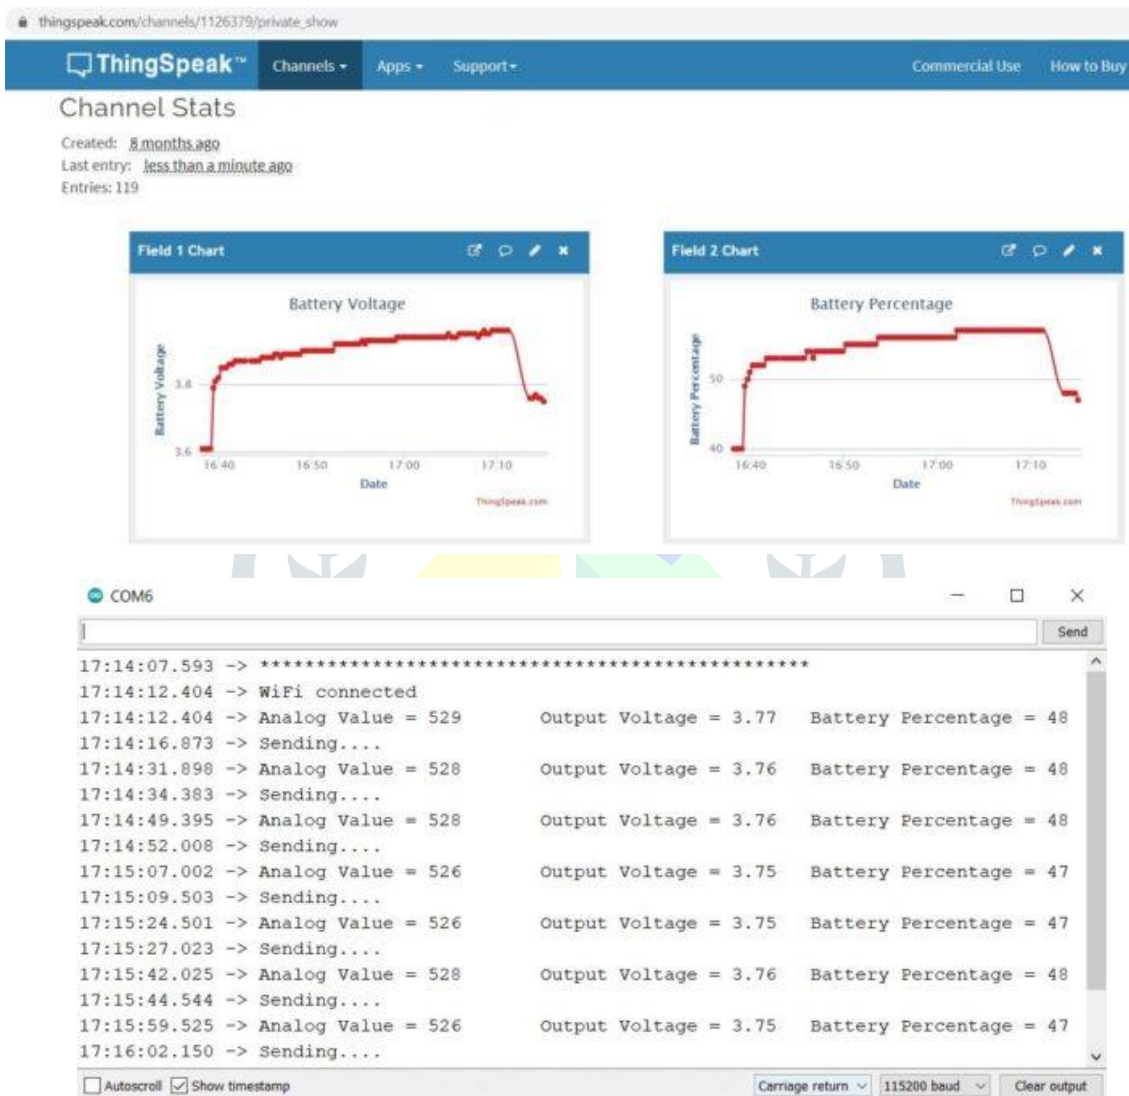 thingspeak.com/channels/1126379/private_show
ThingSpeak™ Channels Apps Support Commercial Use How to Buy
Channel Stats
Created: 8 months ago
Last entry: less than a minute ago
Entries: 119
Field 1 Chart
Battery Voltage
Battery Voltage
3.8
3.6
16:40 16:50 17:00 17:10
Date
ThingSpeak.com
Field 2 Chart
Battery Percentage
Battery Percentage
50
40
16:40 16:50 17:00 17:10
Date
ThingSpeak.com
COM6
Send
17:14:07.593 -> *************************************************
17:14:12.404 -> WiFi connected
17:14:12.404 -> Analog Value = 529 Output Voltage = 3.77 Battery Percentage = 48
17:14:16.873 -> Sending....
17:14:31.898 -> Analog Value = 528 Output Voltage = 3.76 Battery Percentage = 48
17:14:34.383 -> Sending....
17:14:49.395 -> Analog Value = 528 Output Voltage = 3.76 Battery Percentage = 48
17:14:52.008 -> Sending....
17:15:07.002 -> Analog Value = 526 Output Voltage = 3.75 Battery Percentage = 47
17:15:09.503 -> Sending....
17:15:24.501 -> Analog Value = 526 Output Voltage = 3.75 Battery Percentage = 47
17:15:27.023 -> Sending....
17:15:42.025 -> Analog Value = 528 Output Voltage = 3.76 Battery Percentage = 48
17:15:44.544 -> Sending....
17:15:59.525 -> Analog Value = 526 Output Voltage = 3.75 Battery Percentage = 47
17:16:02.150 -> Sending....
Autoscroll Show timestamp Carriage return 115200 baud Clear output